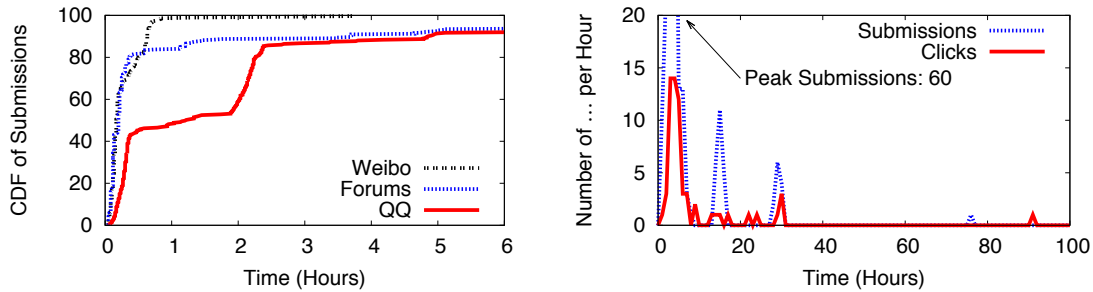 CDF of Submissions
100
80
60
40
20
0
Weibo
Forums
QQ
0 1 2 3 4 5 6
Time (Hours)
Number of ... per Hour
20
15
10
5
0
Submissions
Clicks
Peak Submissions: 60
0 20 40 60 80 100
Time (Hours)